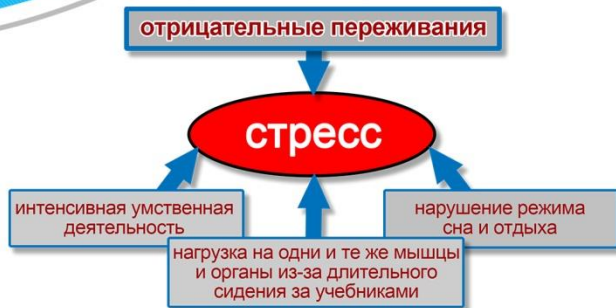 отрицательные переживания
стресс
интенсивная умственная
деятельность
нагрузка на одни и те же мышцы
и органы из-за длительного
сидения за учебниками
нарушение режима
сна и отдыха